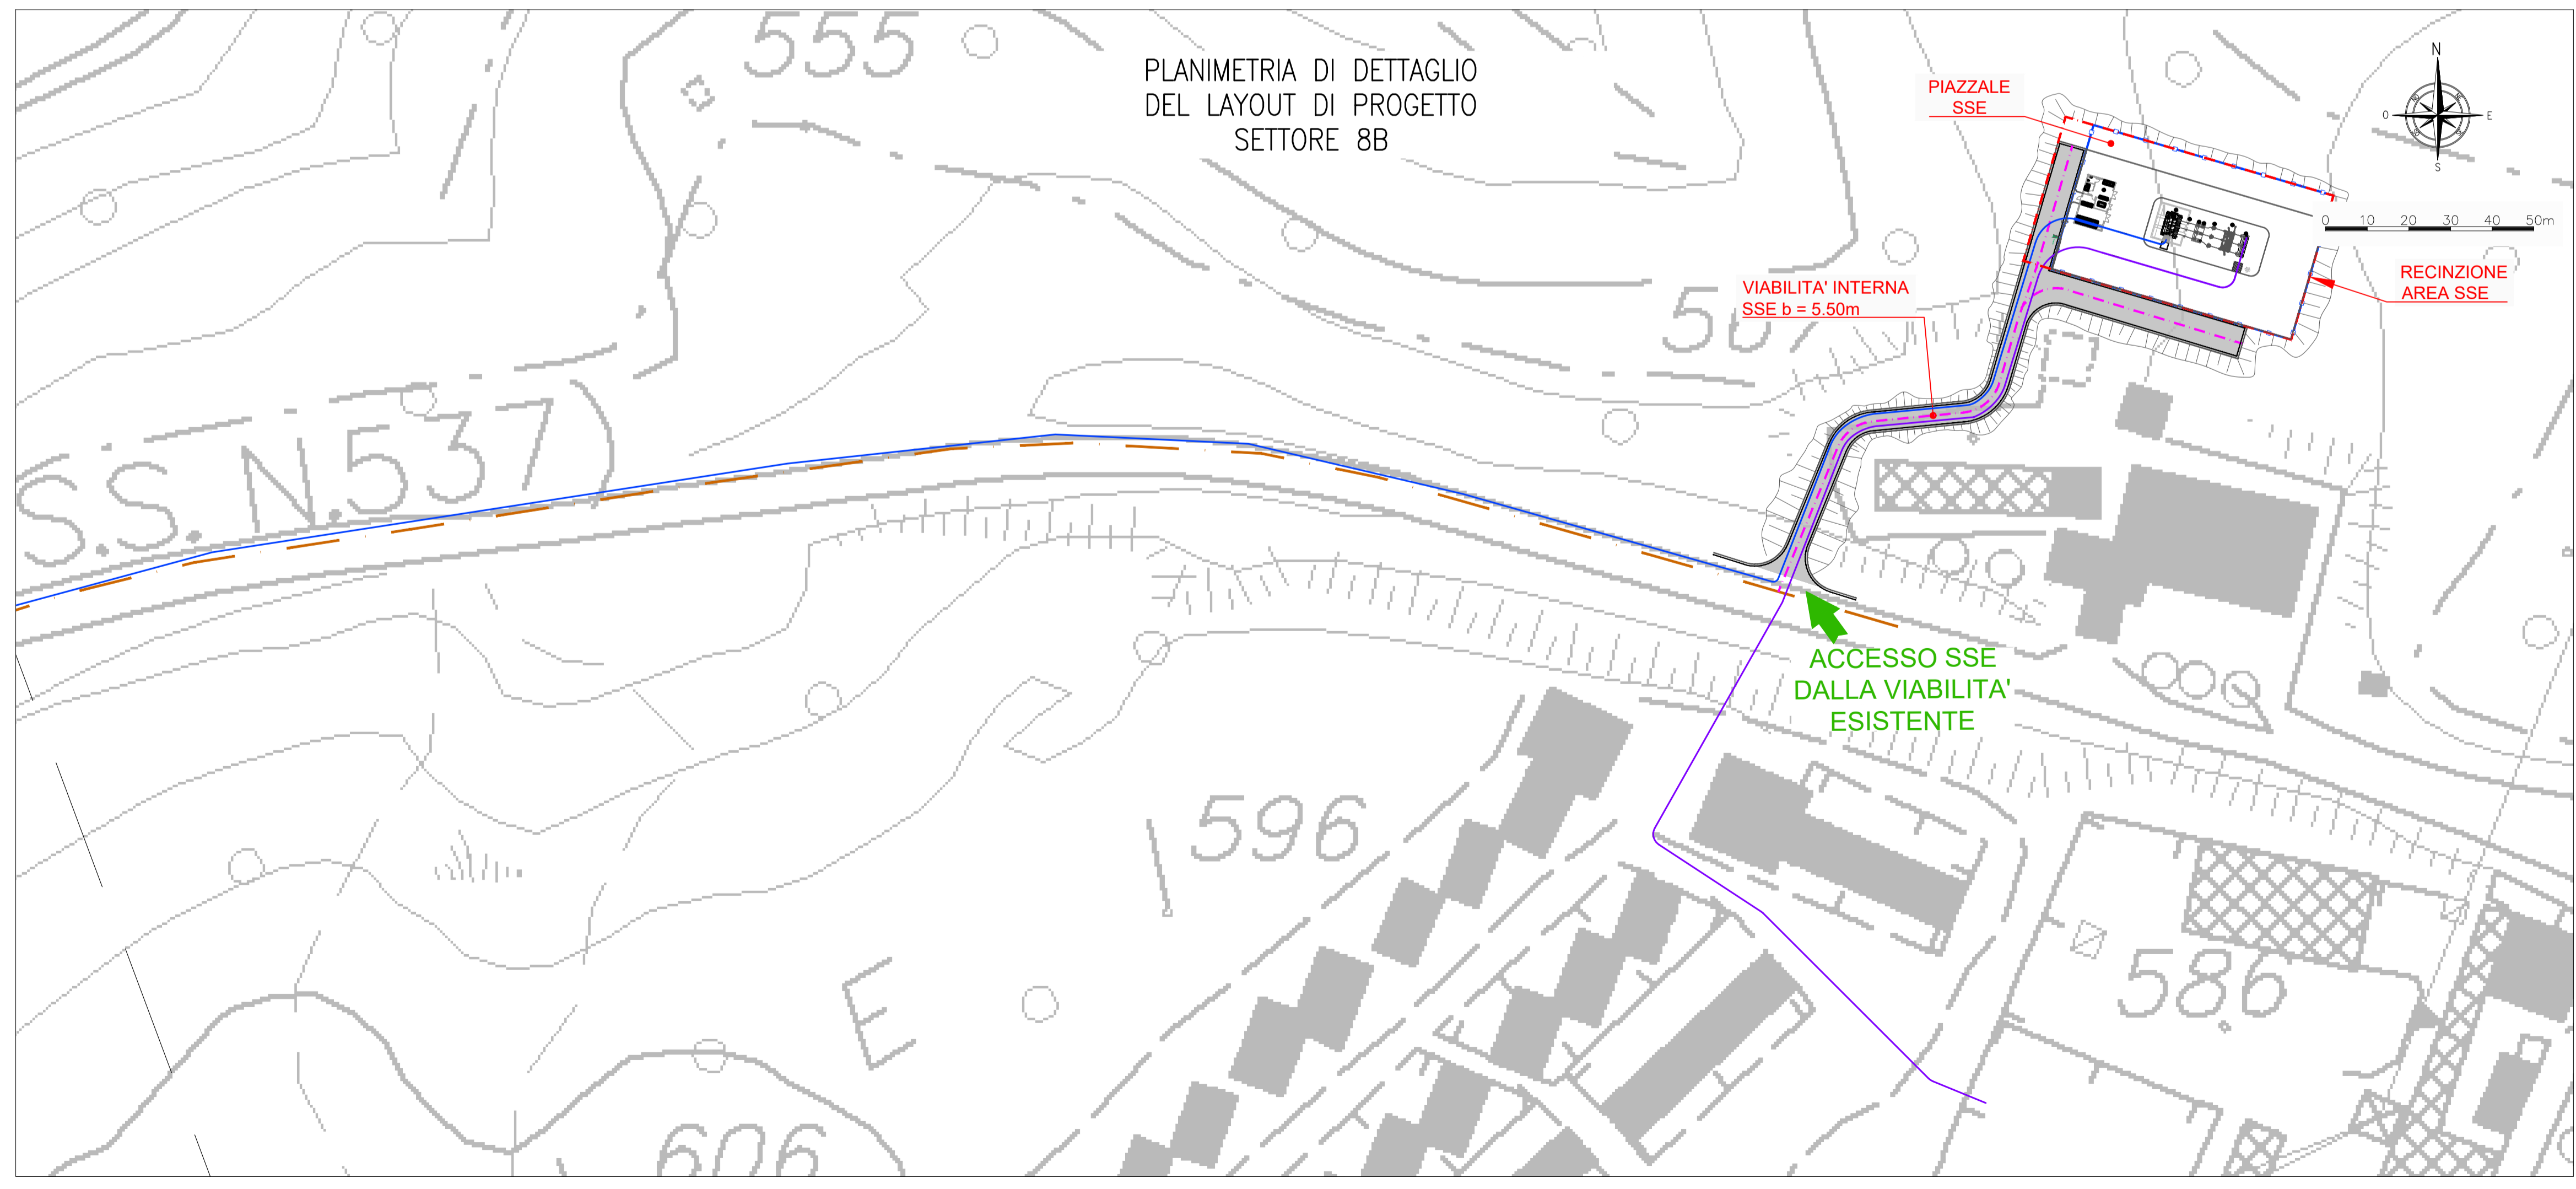 555
PLANIMETRIA DI DETTAGLIO
DEL LAYOUT DI PROGETTO
SETTORE 8B
PIAZZALE
SSE
N
O
E
S
0 10 20 30 40 50m
RECINZIONE
AREA SSE
VIABILITA' INTERNA
SSE b = 5.50m
S.S. N.537)
ACCESSO SSE
DALLA VIABILITA'
ESISTENTE
596
586
E
606